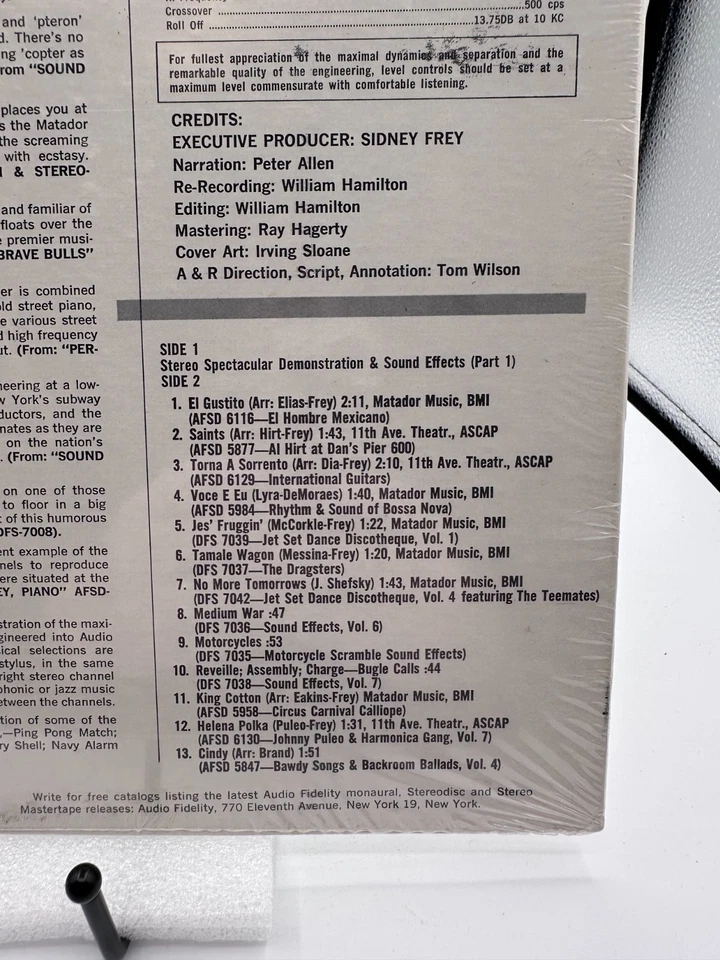 and 'pteron'
d. There's no
ng 'copter as
rom "SOUND
places you at
s the Matador
the screaming
with ecstasy.
& STEREO-
and familiar of
floats over the
premier musi-
BRAVE BULLS"
er is combined
old street piano,
e various street
d high frequency
ut. (From: "PER-
neering at a low-
w York's subway
ductors, and the
nates as they are
on the nation's
. (From: "SOUND
on one of those
to floor in a big
t of this humorous
DFS-7008).
ent example of the
nnels to reproduce
ere situated at the
EY, PIANO" AFSD-
stration of the maxi-
gineered into Audio
sical selections are
stylus, in the same
right stereo channel
phonic or jazz music
between the channels.
tion of some of the
,—Ping Pong Match;
ry Shell; Navy Alarm
Crossover 500 cps
Roll Off 13.75DB at 10 KC
For fullest appreciation of the maximal dynamics and separation and the
remarkable quality of the engineering, level controls should be set at a
maximum level commensurate with comfortable listening.
CREDITS:
EXECUTIVE PRODUCER: SIDNEY FREY
Narration: Peter Allen
Re-Recording: William Hamilton
Editing: William Hamilton
Mastering: Ray Hagerty
Cover Art: Irving Sloane
A & R Direction, Script, Annotation: Tom Wilson
SIDE 1
Stereo Spectacular Demonstration & Sound Effects (Part 1)
SIDE 2
1. El Gustito (Arr: Elias-Frey) 2:11, Matador Music, BMI
(AFSD 6116—El Hombre Mexicano)
2. Saints (Arr: Hirt-Frey) 1:43, 11th Ave. Theatr., ASCAP
(AFSD 5877—Al Hirt at Dan's Pier 600)
3. Torna A Sorrento (Arr: Dia-Frey) 2:10, 11th Ave. Theatr., ASCAP
(AFSD 6129—International Guitars)
4. Voce E Eu (Lyra-DeMoraes) 1:40, Matador Music, BMI
(AFSD 5984—Rhythm & Sound of Bossa Nova)
5. Jes' Fruggin' (McCorkle-Frey) 1:22, Matador Music, BMI
(DFS 7039—Jet Set Dance Discotheque, Vol. 1)
6. Tamale Wagon (Messina-Frey) 1:20, Matador Music, BMI
(DFS 7037—The Dragsters)
7. No More Tomorrows (J. Shefsky) 1:43, Matador Music, BMI
(DFS 7042—Jet Set Dance Discotheque, Vol. 4 featuring The Teemates)
8. Medium War :47
(DFS 7036—Sound Effects, Vol. 6)
9. Motorcycles :53
(DFS 7035—Motorcycle Scramble Sound Effects)
10. Reveille; Assembly; Charge—Bugle Calls :44
(DFS 7038—Sound Effects, Vol. 7)
11. King Cotton (Arr: Eakins-Frey) Matador Music, BMI
(AFSD 5958—Circus Carnival Calliope)
12. Helena Polka (Puleo-Frey) 1:31, 11th Ave. Theatr., ASCAP
(AFSD 6130—Johnny Puleo & Harmonica Gang, Vol. 7)
13. Cindy (Arr: Brand) 1:51
(AFSD 5847—Bawdy Songs & Backroom Ballads, Vol. 4)
Write for free catalogs listing the latest Audio Fidelity monaural, Stereodisc and Stereo
Mastertape releases: Audio Fidelity, 770 Eleventh Avenue, New York 19, New York.